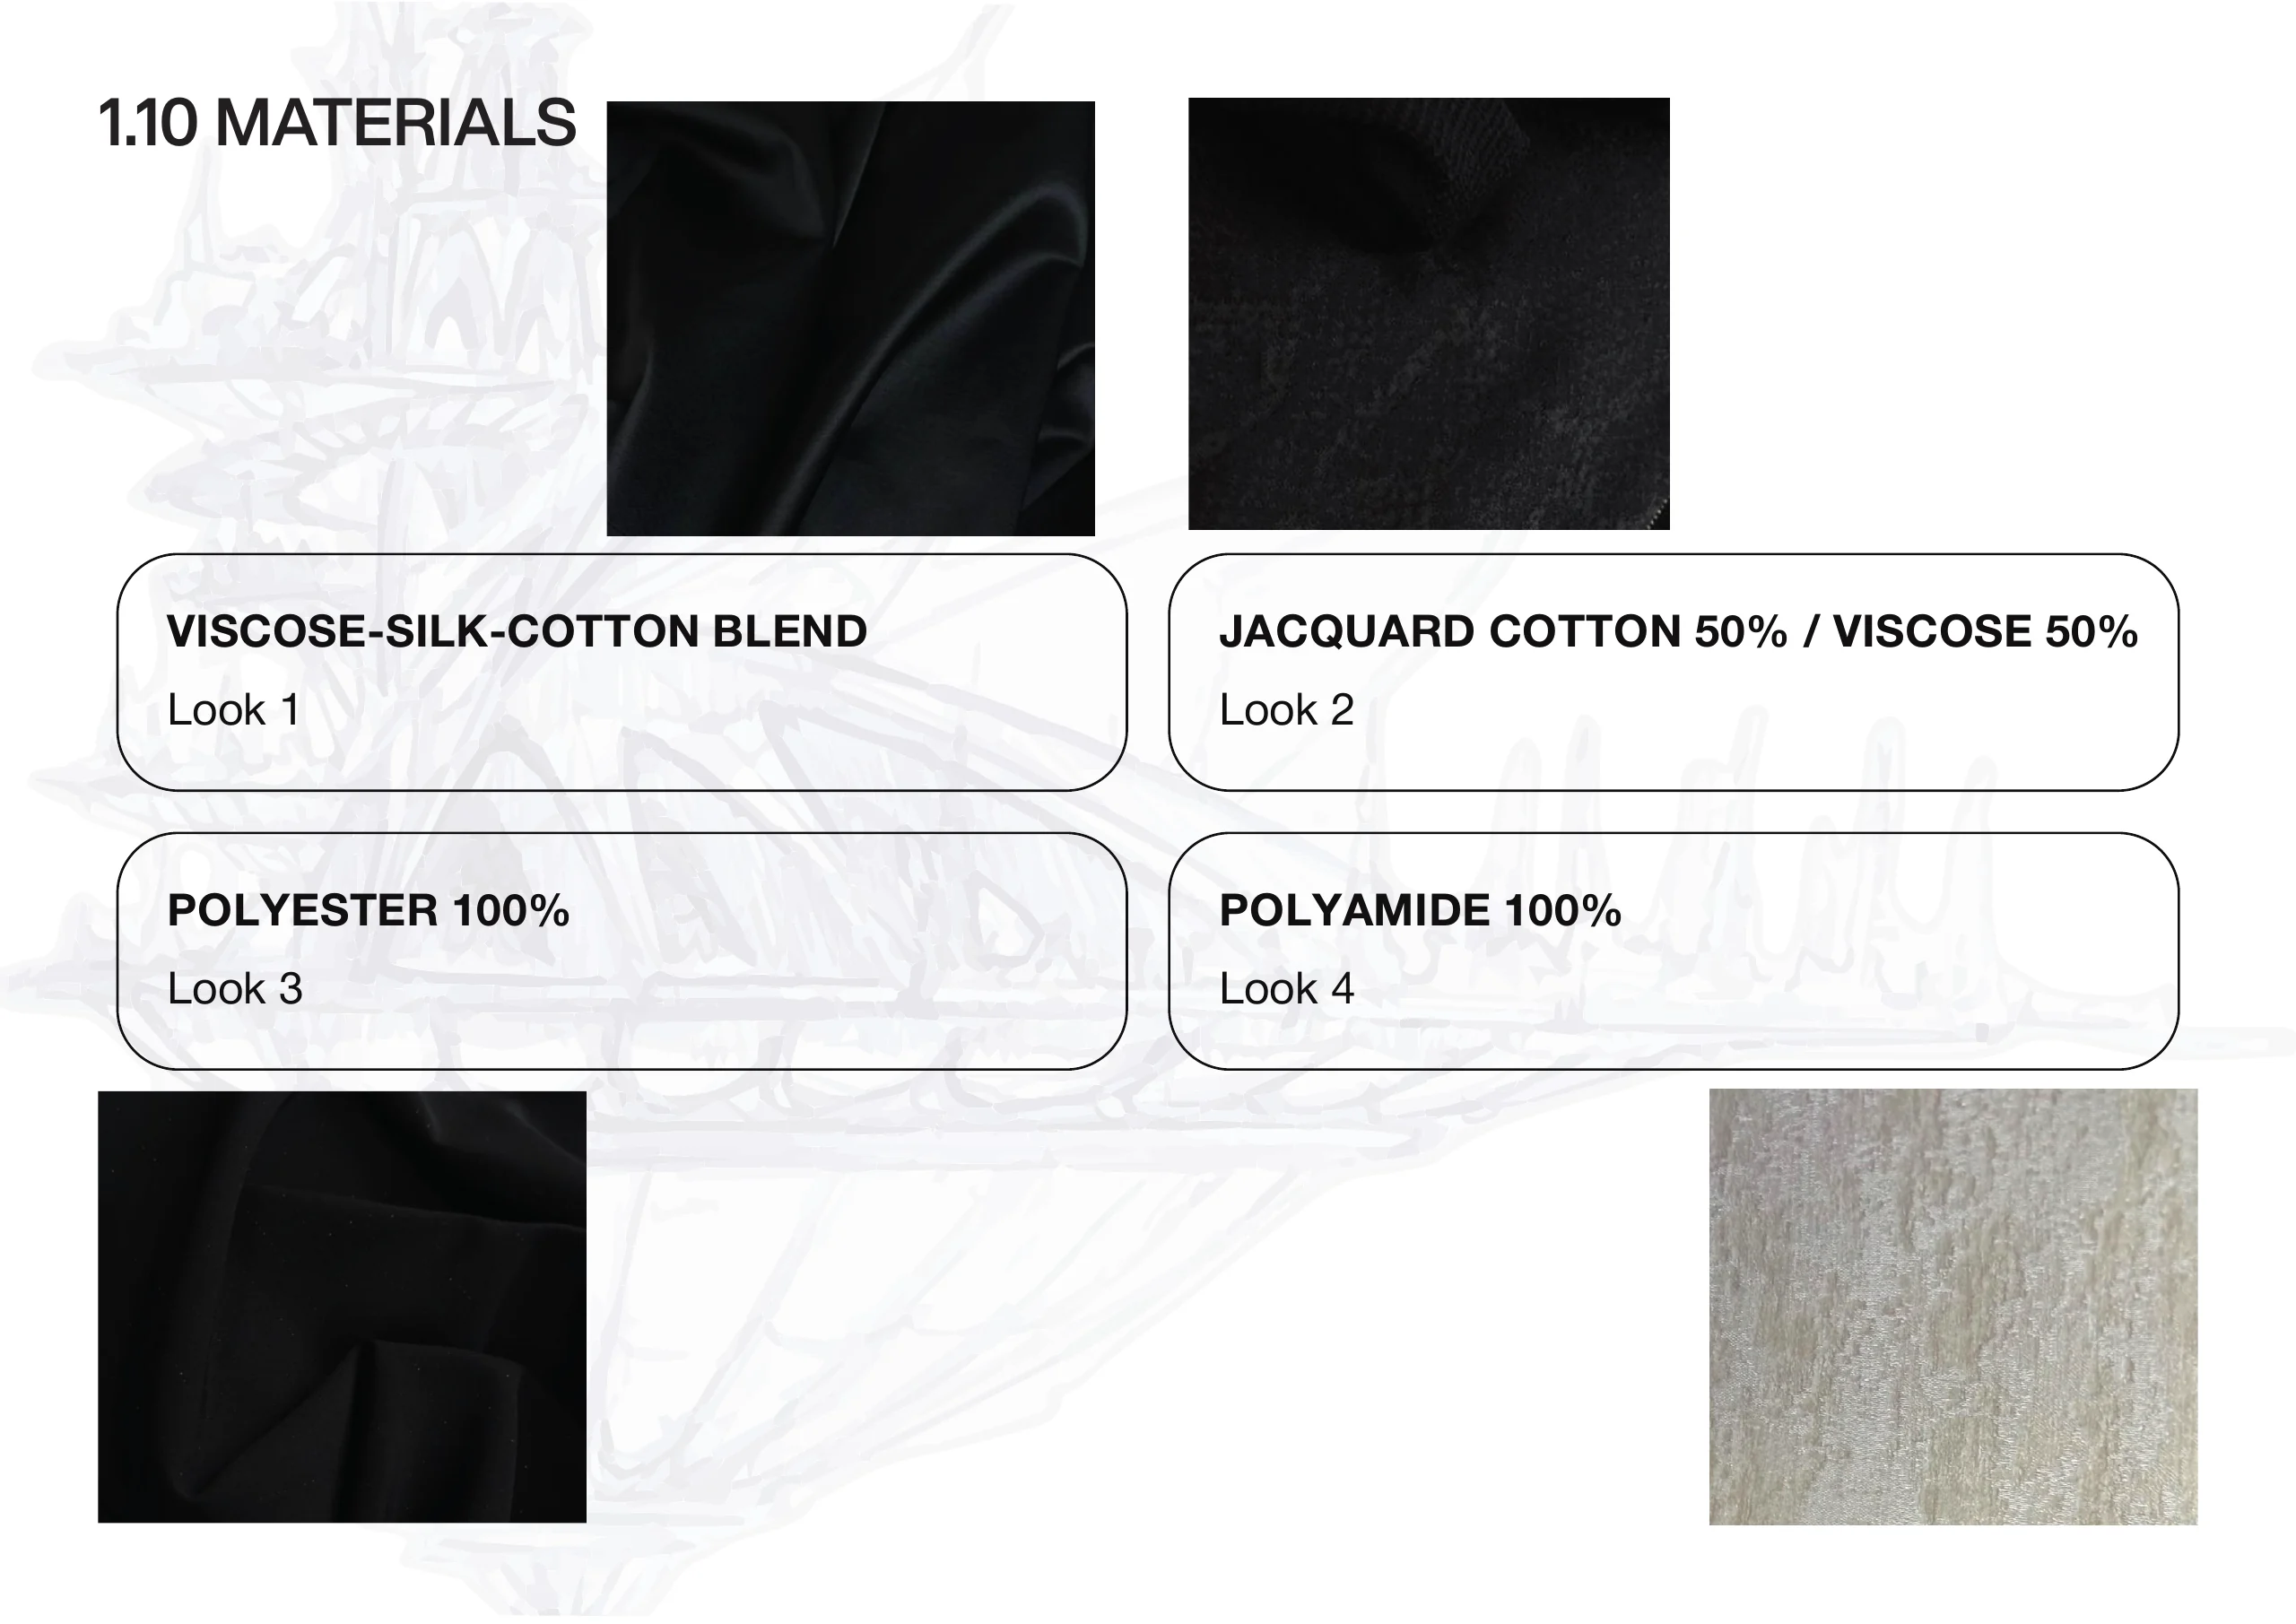 1.10 MATERIALS
VISCOSE-SILK-COTTON BLEND
Look 1
JACQUARD COTTON 50% / VISCOSE 50%
Look 2
POLYESTER 100%
Look 3
POLYAMIDE 100%
Look 4